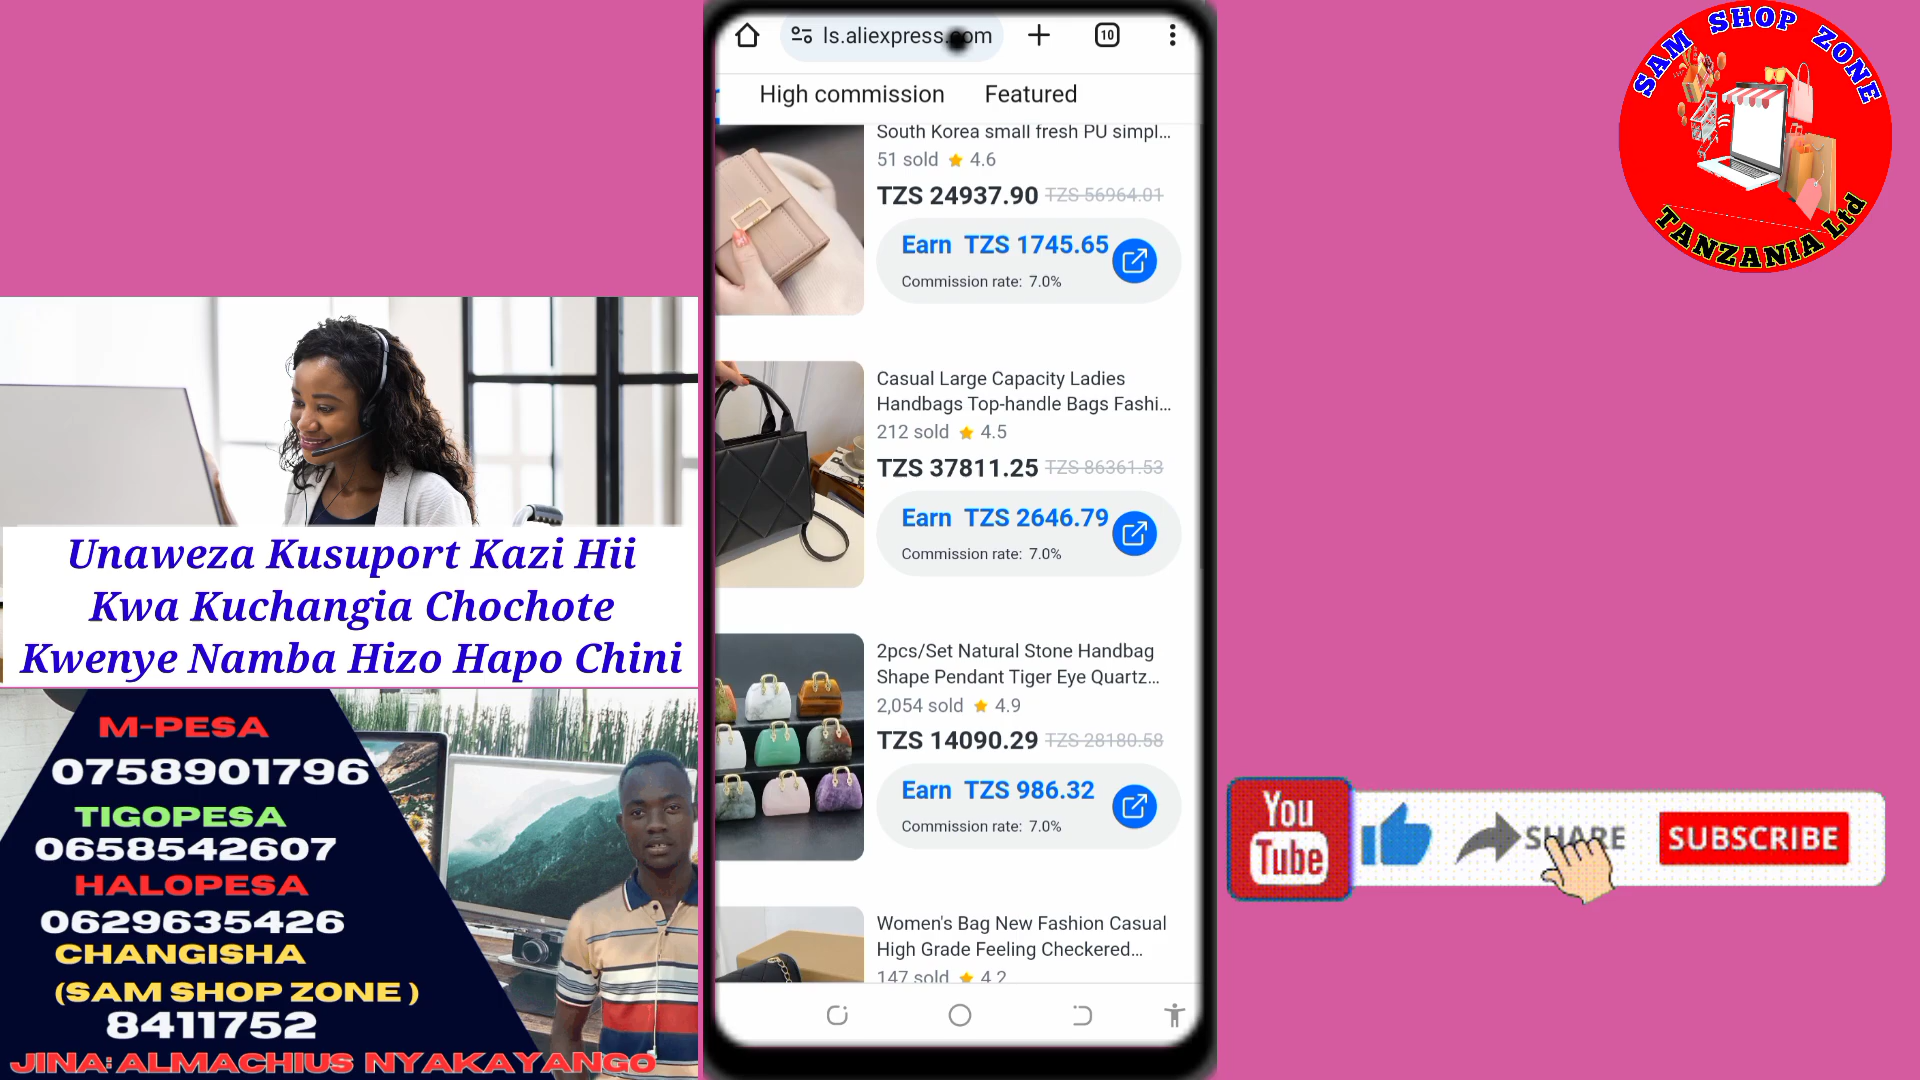 Unaweza Kusuport Kazi Hii
Kwa Kuchangia Chochote
Kwenye Namba Hizo Hapo Chini
M-PESA
0758901796
TIGOPESA
0658542607
HALOPESA
0629635426
CHANGISHA
(SAM SHOP ZONE )
8411752
JINA: ALMACHIUS NYAKAYANGO
ls.aliexpress.com
10
High commission Featured
South Korea small fresh PU simpl...
51 sold 4.6
TZS 24937.90 TZS 56964.01
Earn TZS 1745.65
Commission rate: 7.0%
Casual Large Capacity Ladies
Handbags Top-handle Bags Fashi...
212 sold 4.5
TZS 37811.25 TZS 86361.53
Earn TZS 2646.79
Commission rate: 7.0%
2pcs/Set Natural Stone Handbag
Shape Pendant Tiger Eye Quartz...
2,054 sold 4.9
TZS 14090.29 TZS 28180.58
Earn TZS 986.32
Commission rate: 7.0%
Women's Bag New Fashion Casual
High Grade Feeling Checkered...
147 sold 4.2
SAM SHOP ZONE
TANZANIA Ltd
You
Tube
SHARE
SUBSCRIBE